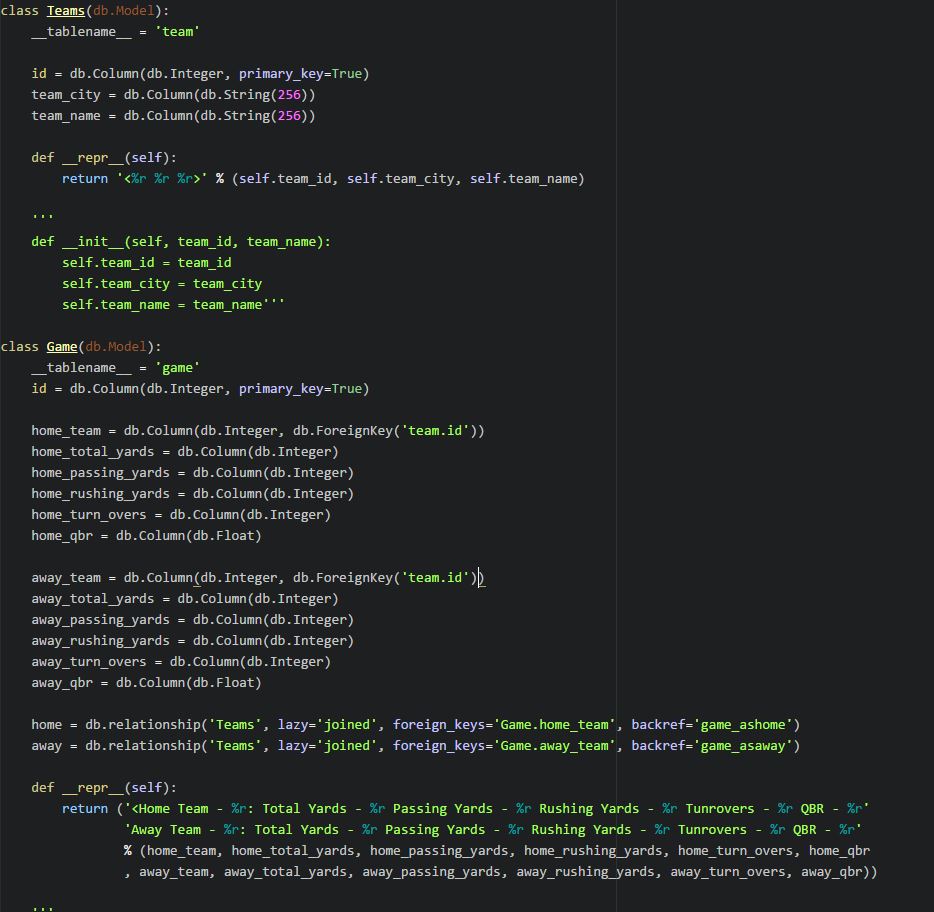 class Teams(db.Model):
    __tablename__ = 'team'

    id = db.Column(db.Integer, primary_key=True)
    team_city = db.Column(db.String(256))
    team_name = db.Column(db.String(256))

    def __repr__(self):
        return '<%r %r %r>' % (self.team_id, self.team_city, self.team_name)

    '''
    def __init__(self, team_id, team_name):
        self.team_id = team_id
        self.team_city = team_city
        self.team_name = team_name'''

class Game(db.Model):
    __tablename__ = 'game'
    id = db.Column(db.Integer, primary_key=True)

    home_team = db.Column(db.Integer, db.ForeignKey('team.id'))
    home_total_yards = db.Column(db.Integer)
    home_passing_yards = db.Column(db.Integer)
    home_rushing_yards = db.Column(db.Integer)
    home_turn_overs = db.Column(db.Integer)
    home_qbr = db.Column(db.Float)

    away_team = db.Column(db.Integer, db.ForeignKey('team.id'))
    away_total_yards = db.Column(db.Integer)
    away_passing_yards = db.Column(db.Integer)
    away_rushing_yards = db.Column(db.Integer)
    away_turn_overs = db.Column(db.Integer)
    away_qbr = db.Column(db.Float)

    home = db.relationship('Teams', lazy='joined', foreign_keys='Game.home_team', backref='game_ashome')
    away = db.relationship('Teams', lazy='joined', foreign_keys='Game.away_team', backref='game_asaway')

    def __repr__(self):
        return ('<Home Team - %r: Total Yards - %r Passing Yards - %r Rushing Yards - %r Tunrovers - %r QBR - %r'
                'Away Team - %r: Total Yards - %r Passing Yards - %r Rushing Yards - %r Tunrovers - %r QBR - %r'
                % (home_team, home_total_yards, home_passing_yards, home_rushing_yards, home_turn_overs, home_qbr
                , away_team, away_total_yards, away_passing_yards, away_rushing_yards, away_turn_overs, away_qbr))

    '''